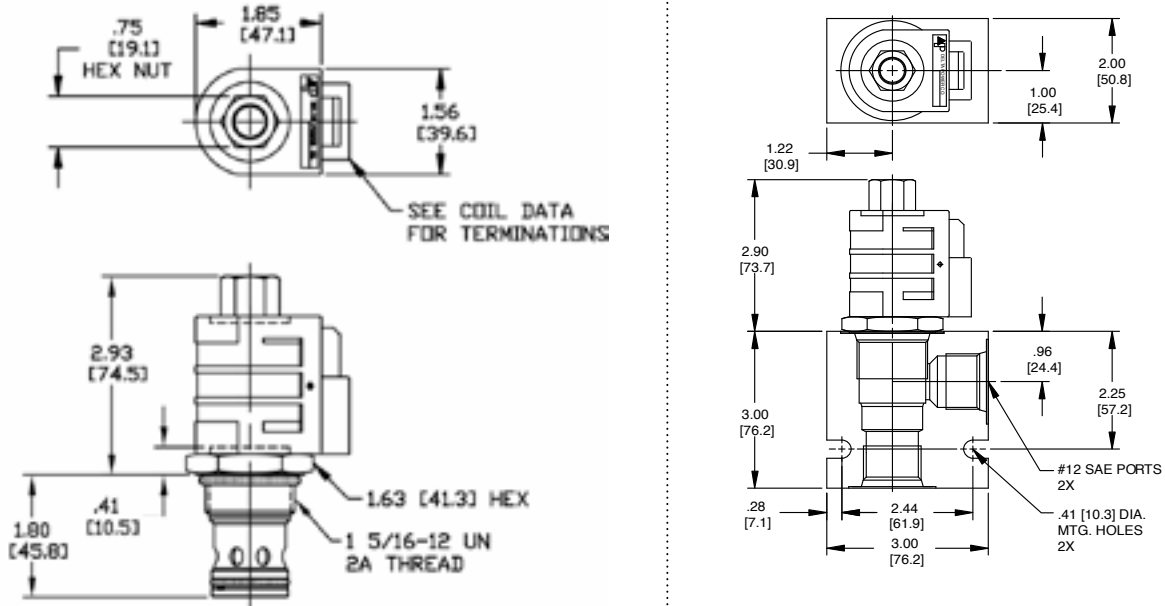 .75
[19.1]
HEX NUT
1.85
[47.1]
1.56
[39.6]
SEE COIL DATA
FOR TERMINATIONS
2.93
[74.5]
.41
[10.5]
1.80
[45.8]
1.63 [41.3] HEX
1 5/16-12 UN
2A THREAD
2.00
[50.8]
1.00
[25.4]
1.22
[30.9]
2.90
[73.7]
3.00
[76.2]
.96
[24.4]
2.25
[57.2]
#12 SAE PORTS
2X
.41 [10.3] DIA.
MTG. HOLES
2X
.28
[7.1]
2.44
[61.9]
3.00
[76.2]